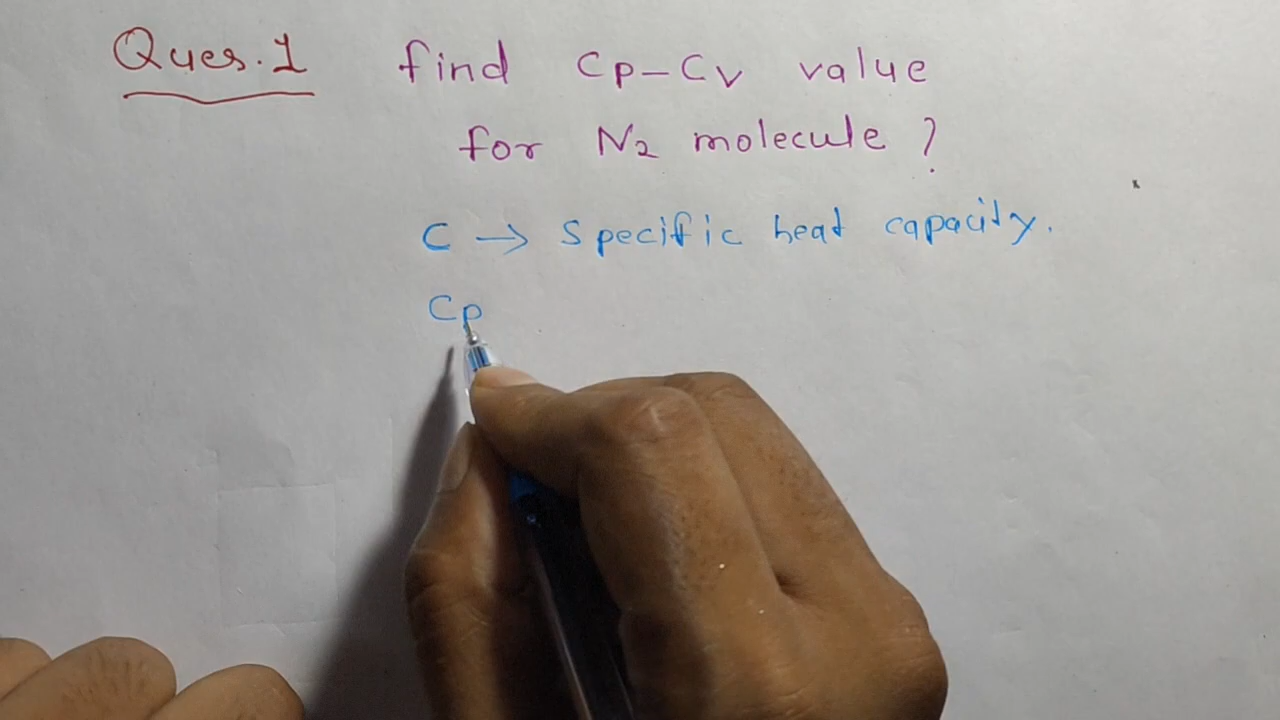 Ques.1 find Cp-Cv value
for N2 molecule ?
C → Specific heat capacity.
Cp